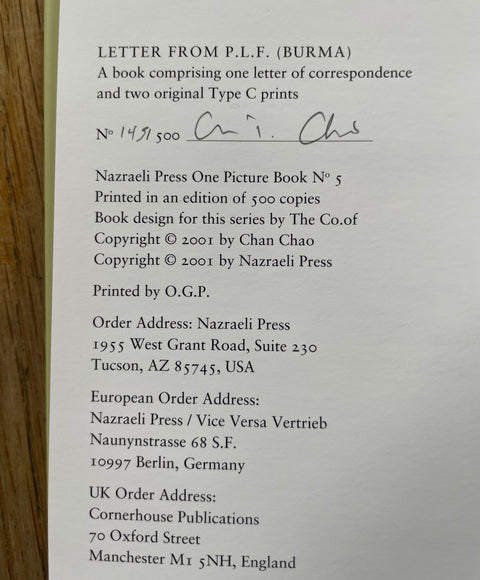 LETTER FROM P.L.F. (BURMA)
A book comprising one letter of correspondence
and two original Type C prints
Nº 149/500 Chan Chao
Nazraeli Press One Picture Book Nº 5
Printed in an edition of 500 copies
Book design for this series by The Co.of
Copyright © 2001 by Chan Chao
Copyright © 2001 by Nazraeli Press
Printed by O.G.P.
Order Address: Nazraeli Press
1955 West Grant Road, Suite 230
Tucson, AZ 85745, USA
European Order Address:
Nazraeli Press / Vice Versa Vertrieb
Naunynstrasse 68 S.F.
10997 Berlin, Germany
UK Order Address:
Cornerhouse Publications
70 Oxford Street
Manchester M1 5NH, England